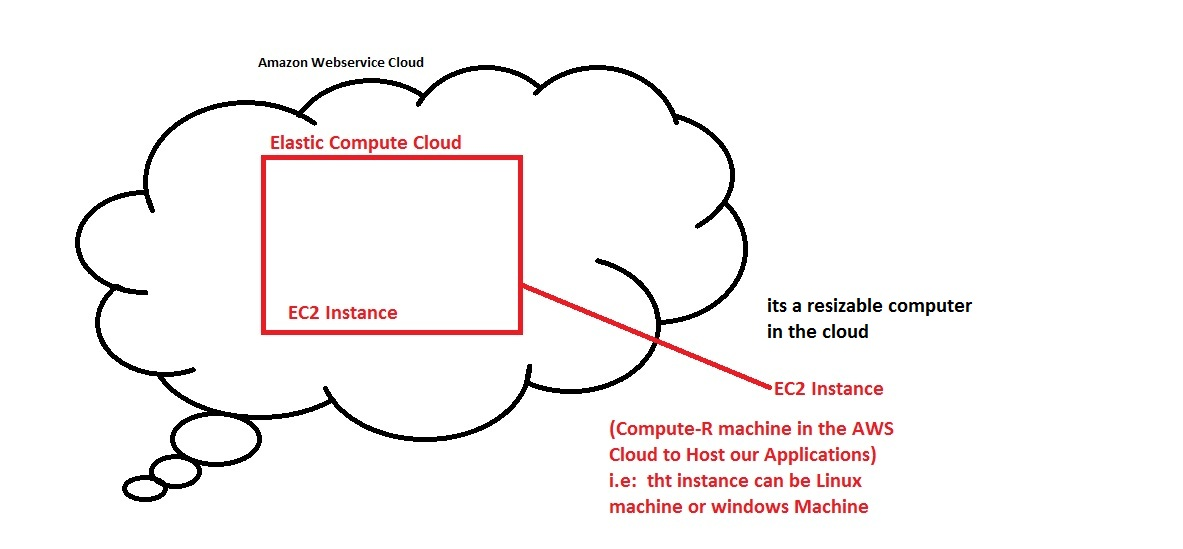 Amazon Webservice Cloud
Elastic Compute Cloud
EC2 Instance
its a resizable computer
in the cloud
EC2 Instance
(Compute-R machine in the AWS
Cloud to Host our Applications)
i.e:  tht instance can be Linux
machine or windows Machine